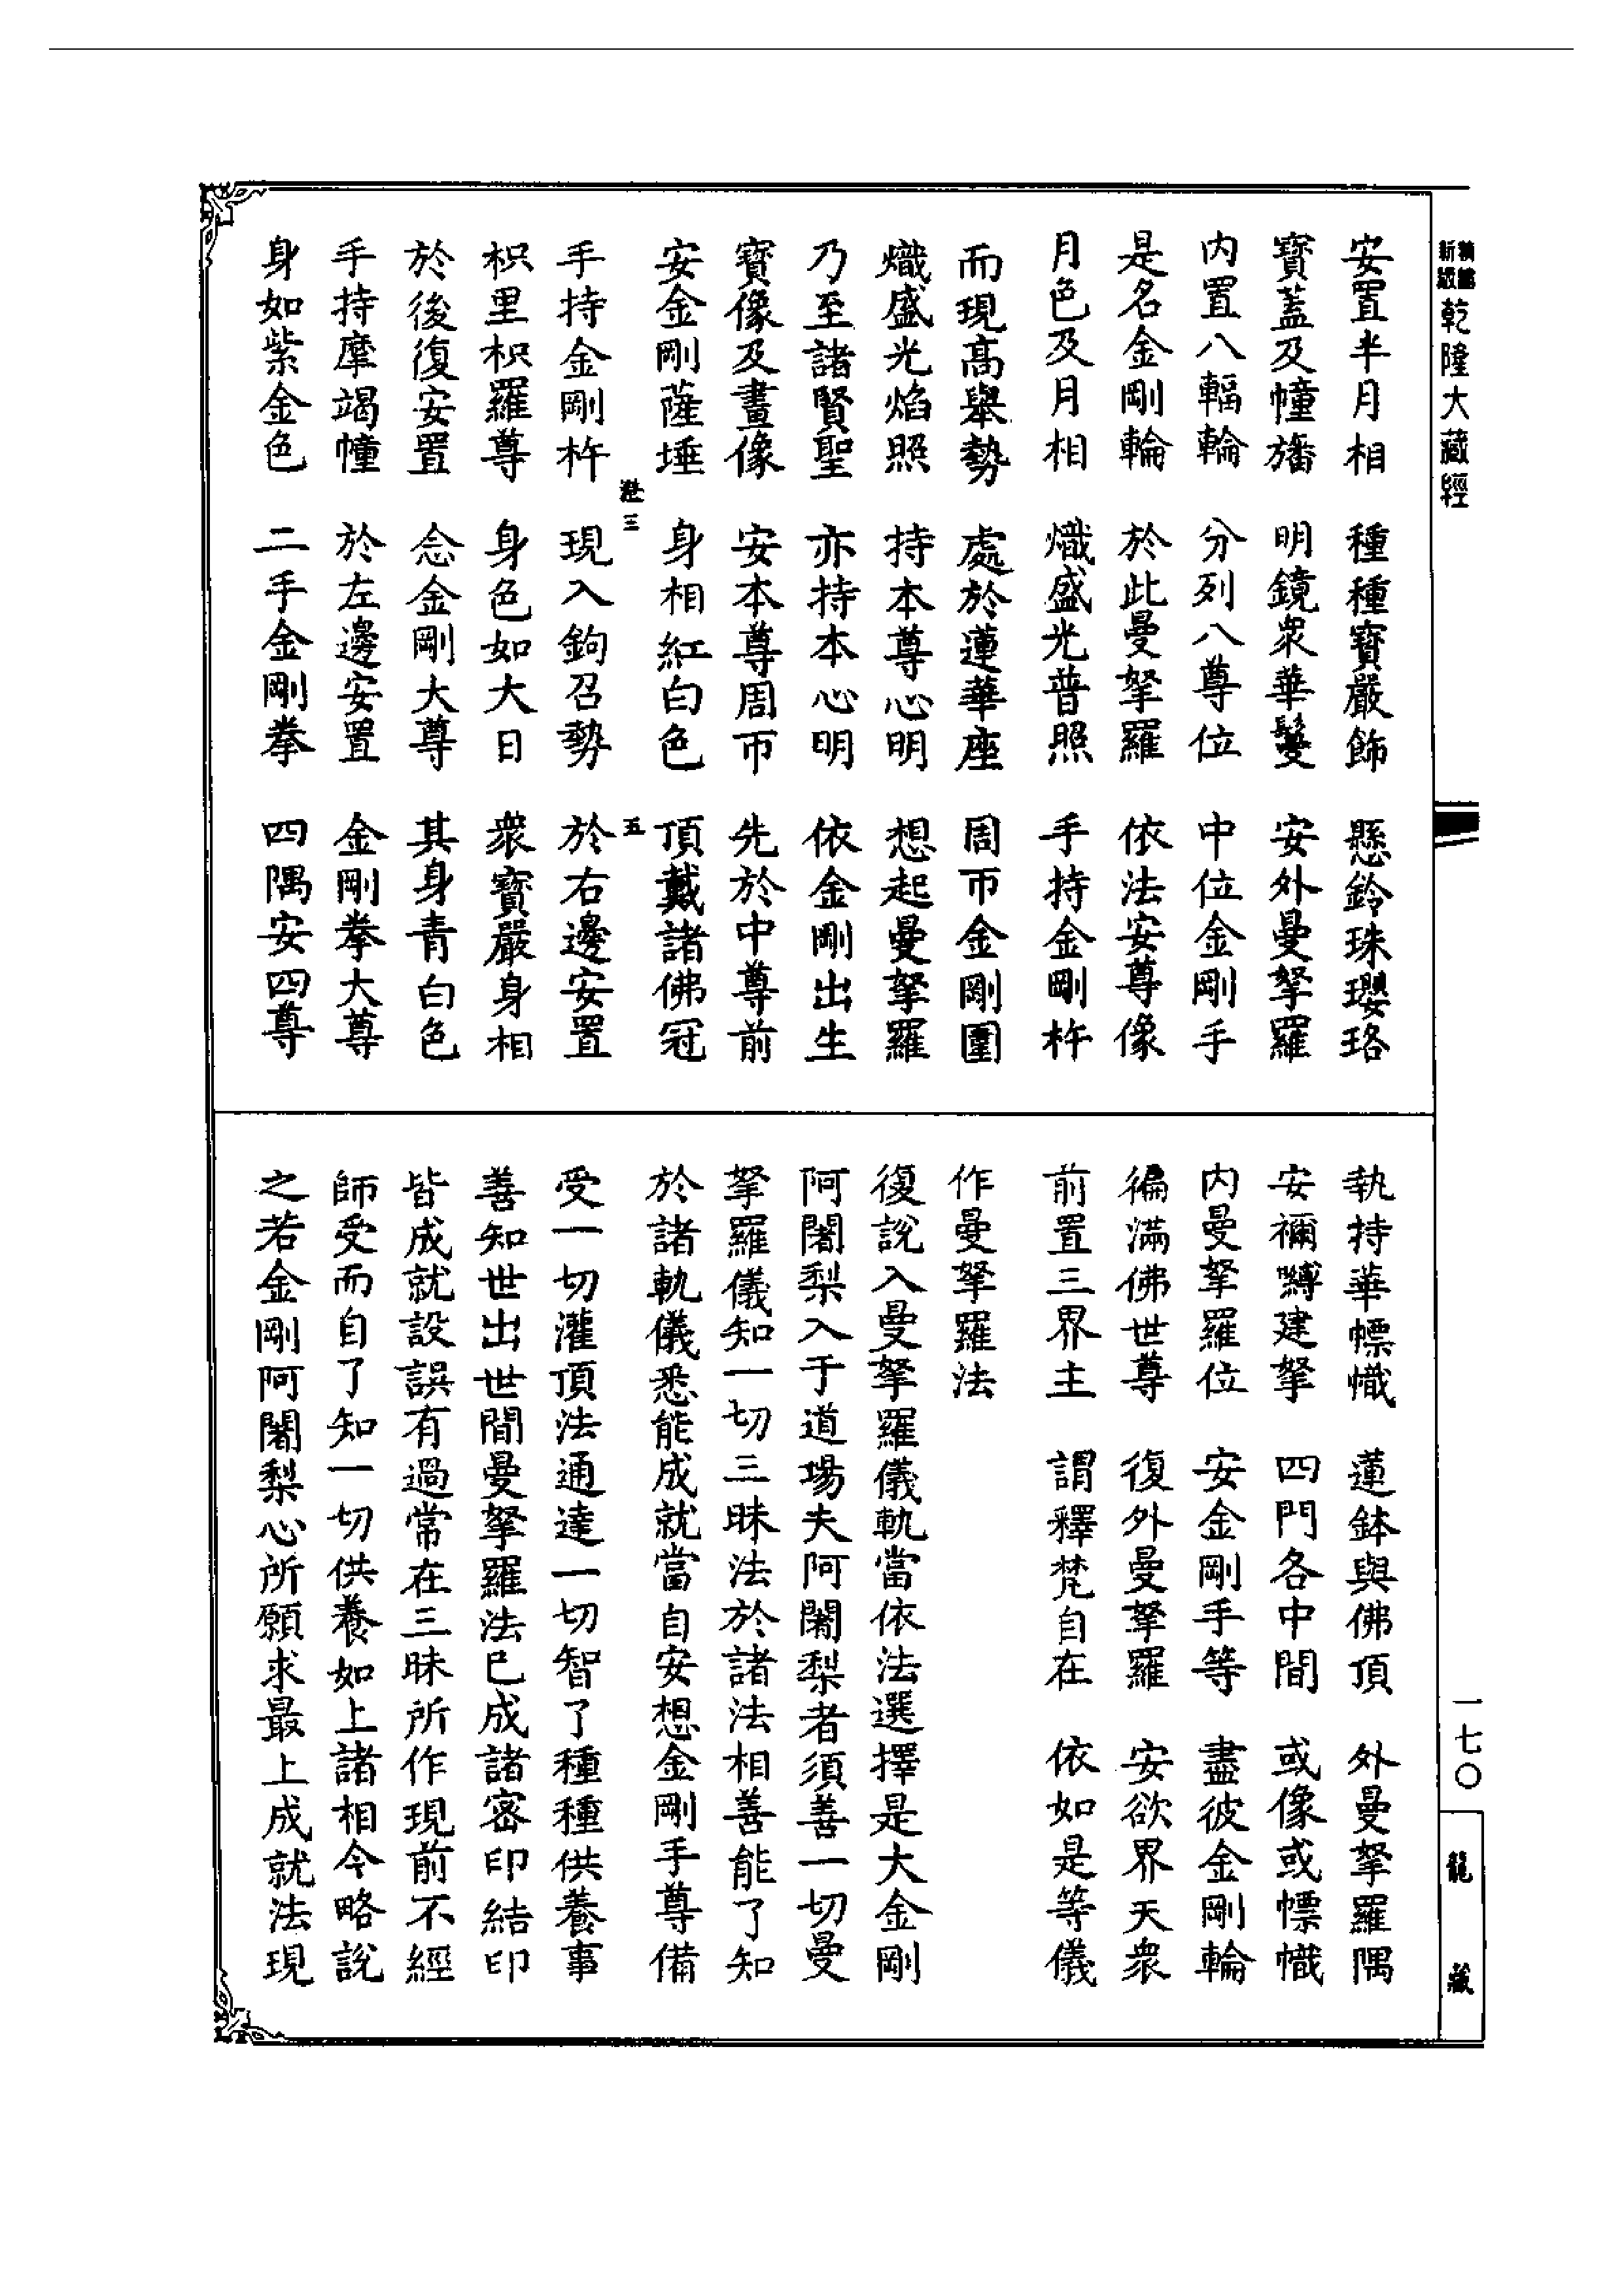 新編縮版乾隆大藏經
安置半月相　種種寶嚴飾　懸鈴珠瓔珞
寶蓋及幢旛　明鏡衆華鬘　安外曼拏羅
内置八輻輪　分列八尊位　中位金剛手
是名金剛輪　於此曼拏羅　依法安尊像
月色及月相　熾盛光普照　手持金剛杵
而現高舉勢　處於蓮華座　周帀金剛圍
熾盛光焰照　持本尊心明　想起曼拏羅
乃至諸賢聖　亦持本心明　依金剛出生
寶像及畫像　安本尊周帀　先於中尊前
安金剛薩埵　身相紅白色　頂戴諸佛冠
三　五
手持金剛杵　現入鉤召勢　於右邊安置
枳里枳羅尊　身色如大日　衆寶嚴身相
於後復安置　念金剛大尊　其身青白色
手持摩竭幢　於左邊安置　金剛拳大尊
身如紫金色　二手金剛拳　四隅安四尊
執持華幖幟　蓮鉢與佛頂　外曼拏羅隅
安禰嚩建拏　四門各中間　或像或幖幟
内曼拏羅位　安金剛手等　盡彼金剛輪
徧滿佛世尊　復外曼拏羅　安欲界天衆
前置三界主　謂釋梵自在　依如是等儀
作曼拏羅法
復說入曼拏羅儀軌當依法選擇是大金剛
阿闍梨入于道場夫阿闍梨者須善一切曼
拏羅儀知一切三昧法於諸法相善能了知
於諸軌儀悉能成就當自安想金剛手尊備
受一切灌頂法通達一切智了種種供養事
善知世出世間曼拏羅法已成諸密印結印
皆成就設誤有過常在三昧所作現前不經
師受而自了知一切供養如上諸相今略說
之若金剛阿闍梨心所願求最上成就法現
一七〇
龍藏